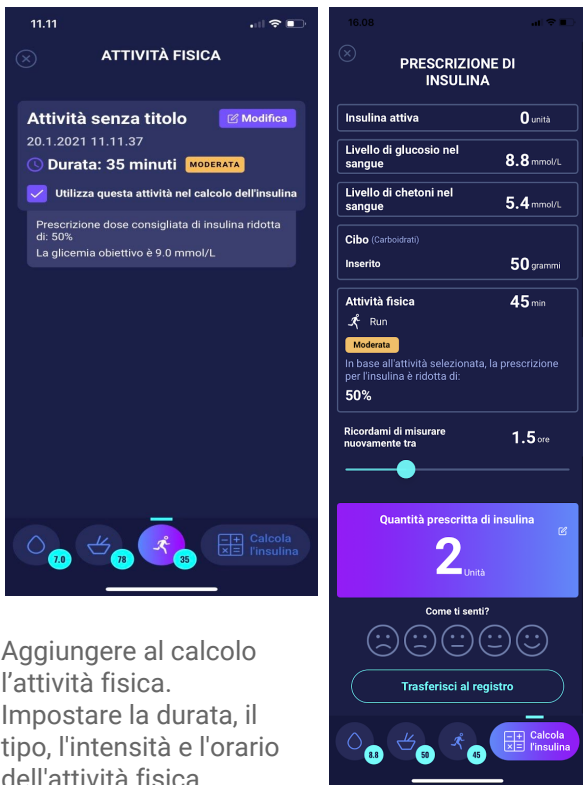 11.11
ATTIVITÀ FISICA
Attività senza titolo
Modifica
20.1.2021 11.11.37
Durata: 35 minuti MODERATA
Utilizza questa attività nel calcolo dell'insulina
Prescrizione dose consigliata di insulina ridotta
di: 50%
La glicemia obiettivo è 9.0 mmol/L
7.0
78
35
Calcola
l'insulina
Aggiungere al calcolo
l’attività fisica.
Impostare la durata, il
tipo, l'intensità e l'orario
dell'attività fisica
16.08
PRESCRIZIONE DI
INSULINA
Insulina attiva 0 unità
Livello di glucosio nel
sangue 8.8 mmol/L
Livello di chetoni nel
sangue 5.4 mmol/L
Cibo (Carboidrati)
Inserito 50 grammi
Attività fisica 45 min
Run
Moderata
In base all'attività selezionata, la prescrizione
per l'insulina è ridotta di:
50%
Ricordami di misurare
nuovamente tra 1.5 ore
Quantità prescritta di insulina
2 Unità
Come ti senti?
Trasferisci al registro
8.8
50
45
Calcola
l'insulina